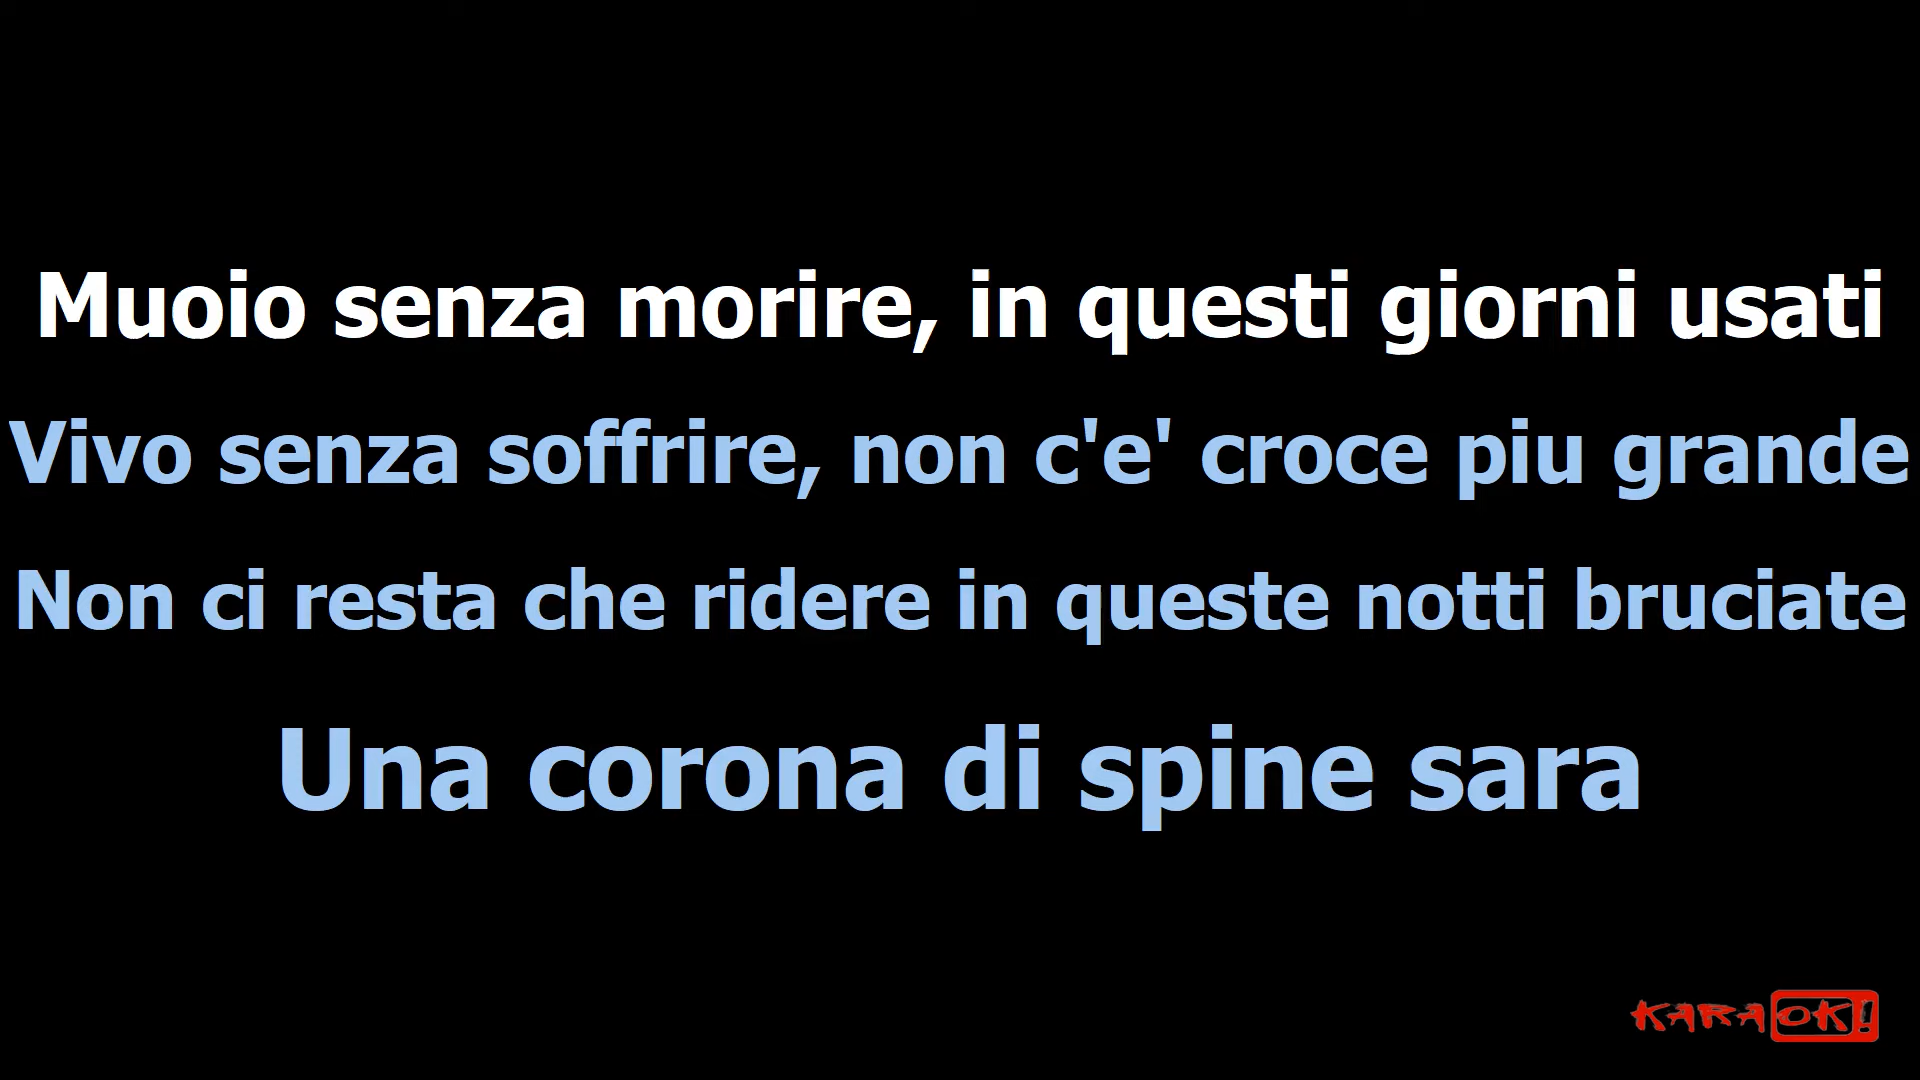 Muoio senza morire, in questi giorni usati
Vivo senza soffrire, non c'e' croce piu grande
Non ci resta che ridere in queste notti bruciate
Una corona di spine sara
KARAOK!